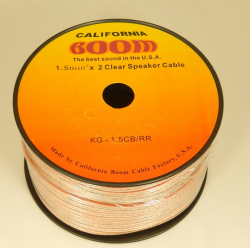 CALIFORNIA
BOOM
The best sound in the U.S.A.
1.5mm² x 2 Clear Speaker Cable
KG - 1.5CB/RR
Made by California Boom Cable Factory, U.S.A.